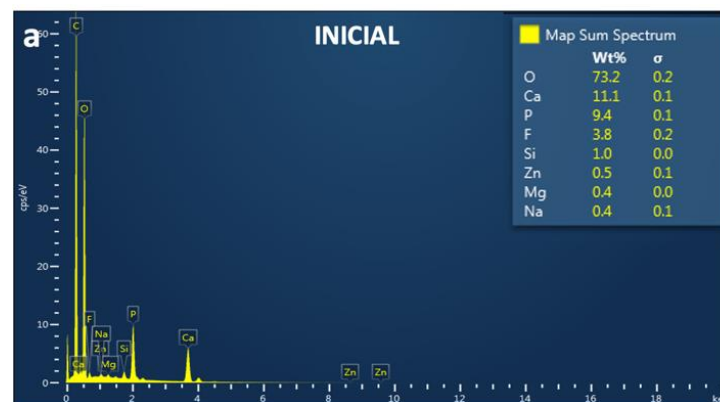 a
INICIAL
Map Sum Spectrum
Wt% σ
O 73.2 0.2
Ca 11.1 0.1
P 9.4 0.1
F 3.8 0.2
Si 1.0 0.0
Zn 0.5 0.1
Mg 0.4 0.0
Na 0.4 0.1
cps/eV
60
50
40
30
20
10
0
C
O
F
Na
Zn
Ca
Mg
Si
P
Ca
Zn
Zn
0 2 4 6 8 10 12 14 16 18